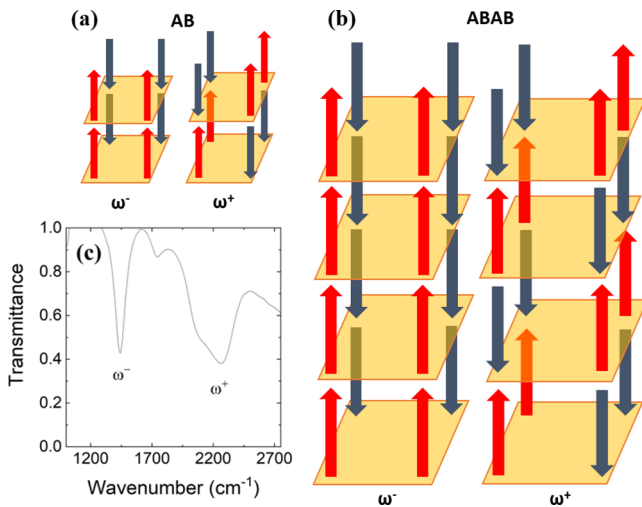 (a)
AB
ω⁻
ω⁺
(b)
ABAB
ω⁻
ω⁺
(c)
Transmittance
1.0
0.8
0.6
0.4
0.2
0.0
ω⁻
ω⁺
1200
1700
2200
2700
Wavenumber (cm⁻¹)